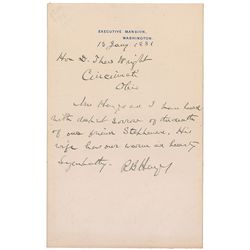 EXECUTIVE MANSION,
WASHINGTON.
15 Jany. 1881
Hon D. Thew Wright
Cincinnati
Ohio
Mrs Hayes and I have heard
with deepest sorrow of the death
of our friend Stephenson. His
wife has our warm and hearty
sympathy.
R B Hayes